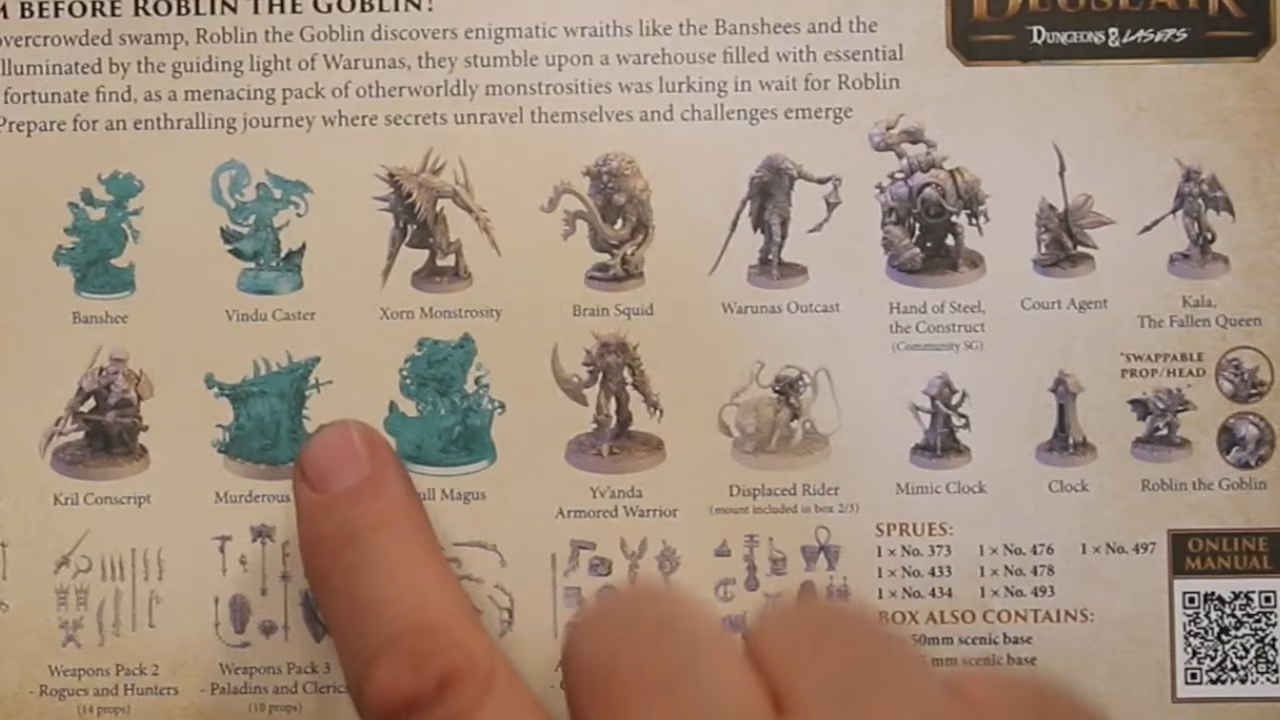 BEFORE ROBLIN THE GOBLIN!
overcrowded swamp, Roblin the Goblin discovers enigmatic wraiths like the Banshees and the
lluminated by the guiding light of Warunas, they stumble upon a warehouse filled with essential
fortunate find, as a menacing pack of otherworldly monstrosities was lurking in wait for Roblin
Prepare for an enthralling journey where secrets unravel themselves and challenges emerge
DUNGEONS & LASERS
Banshee
Vindu Caster
Xorn Monstrosity
Brain Squid
Warunas Outcast
Hand of Steel,
the Construct
(Community SG)
Court Agent
Kala,
The Fallen Queen
"SWAPPABLE
PROP/HEAD
Kril Conscript
Murderous
ull Magus
Yv'anda
Armored Warrior
Displaced Rider
(mount included in box 2/3)
Mimic Clock
Clock
Roblin the Goblin
Weapons Pack 2
- Rogues and Hunters
(14 props)
Weapons Pack 3
- Paladins and Clerics
(10 props)
SPRUES:
1 x No. 373 1 x No. 476 1 x No. 497
1 x No. 433 1 x No. 478
1 x No. 434 1 x No. 493
BOX ALSO CONTAINS:
50mm scenic base
mm scenic base
ONLINE
MANUAL